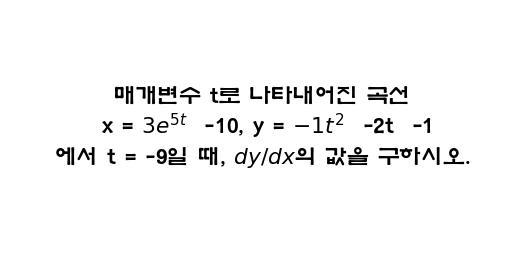 매개변수 t로 나타내어진 곡선
x = $3e^{5t}$ -10, y = $-1t^2$ -2t -1
에서 t = -9일 때, $dy/dx$의 값을 구하시오.